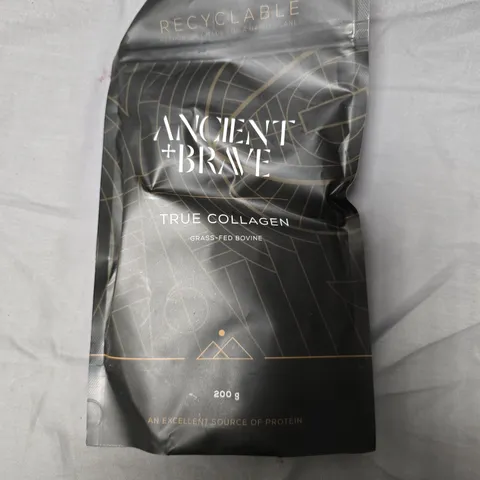 RECYCLABLE
ANCIENT
+BRAVE
TRUE COLLAGEN
GRASS-FED BOVINE
200 g
AN EXCELLENT SOURCE OF PROTEIN